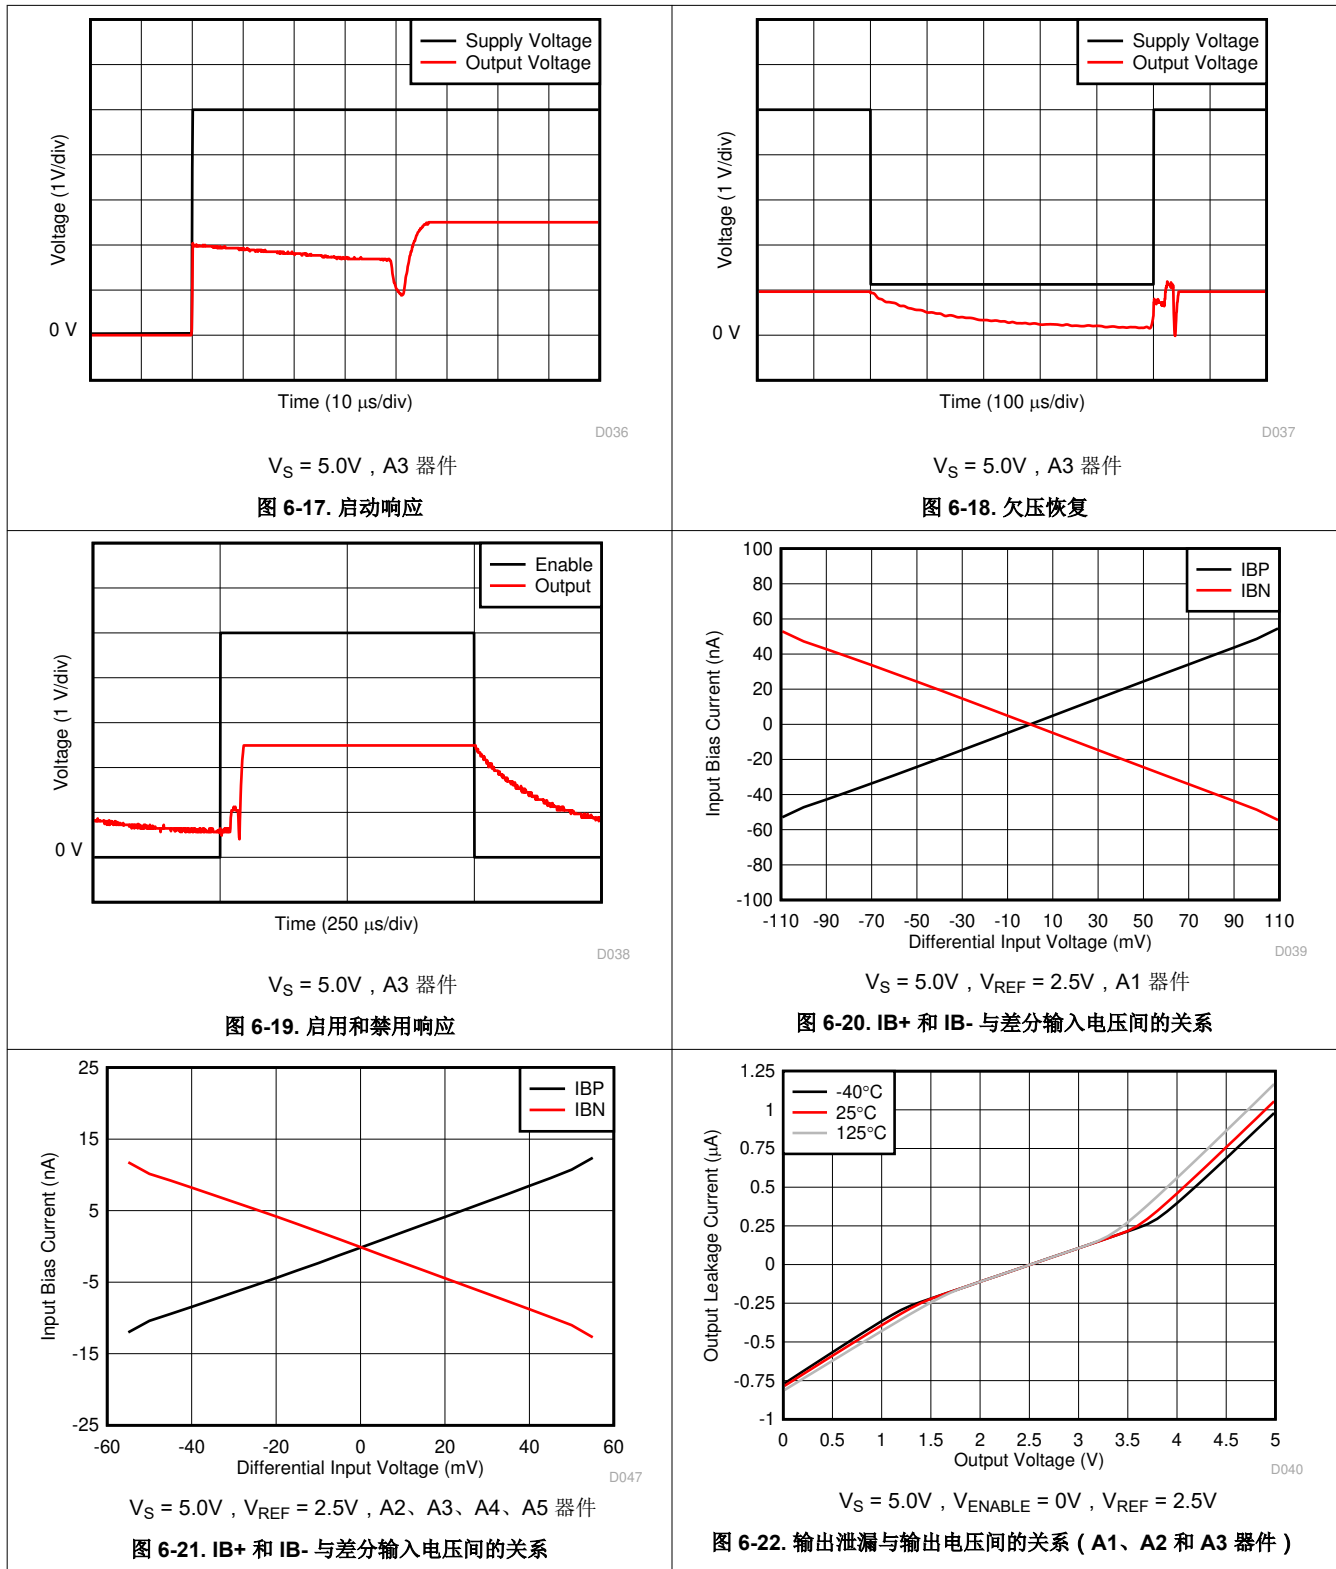 Supply Voltage
Output Voltage
Voltage (1V/div)
0 V
Time (10 μs/div)
D036
VS = 5.0V，A3 器件
图 6-17. 启动响应
Supply Voltage
Output Voltage
Voltage (1 V/div)
0 V
Time (100 μs/div)
D037
VS = 5.0V，A3 器件
图 6-18. 欠压恢复
Enable
Output
Voltage (1 V/div)
0 V
Time (250 μs/div)
D038
VS = 5.0V，A3 器件
图 6-19. 启用和禁用响应
IBP
IBN
Input Bias Current (nA)
100
80
60
40
20
0
-20
-40
-60
-80
-100
-110 -90 -70 -50 -30 -10 10 30 50 70 90 110
Differential Input Voltage (mV)
D039
VS = 5.0V，VREF = 2.5V，A1 器件
图 6-20. IB+ 和 IB- 与差分输入电压间的关系
IBP
IBN
Input Bias Current (nA)
25
15
5
-5
-15
-25
-60 -40 -20 0 20 40 60
Differential Input Voltage (mV)
D047
VS = 5.0V，VREF = 2.5V，A2、A3、A4、A5 器件
图 6-21. IB+ 和 IB- 与差分输入电压间的关系
-40°C
25°C
125°C
Output Leakage Current (μA)
1.25
1
0.75
0.5
0.25
0
-0.25
-0.5
-0.75
-1
0 0.5 1 1.5 2 2.5 3 3.5 4 4.5 5
Output Voltage (V)
D040
VS = 5.0V，VENABLE = 0V，VREF = 2.5V
图 6-22. 输出泄漏与输出电压间的关系（A1、A2 和 A3 器件）